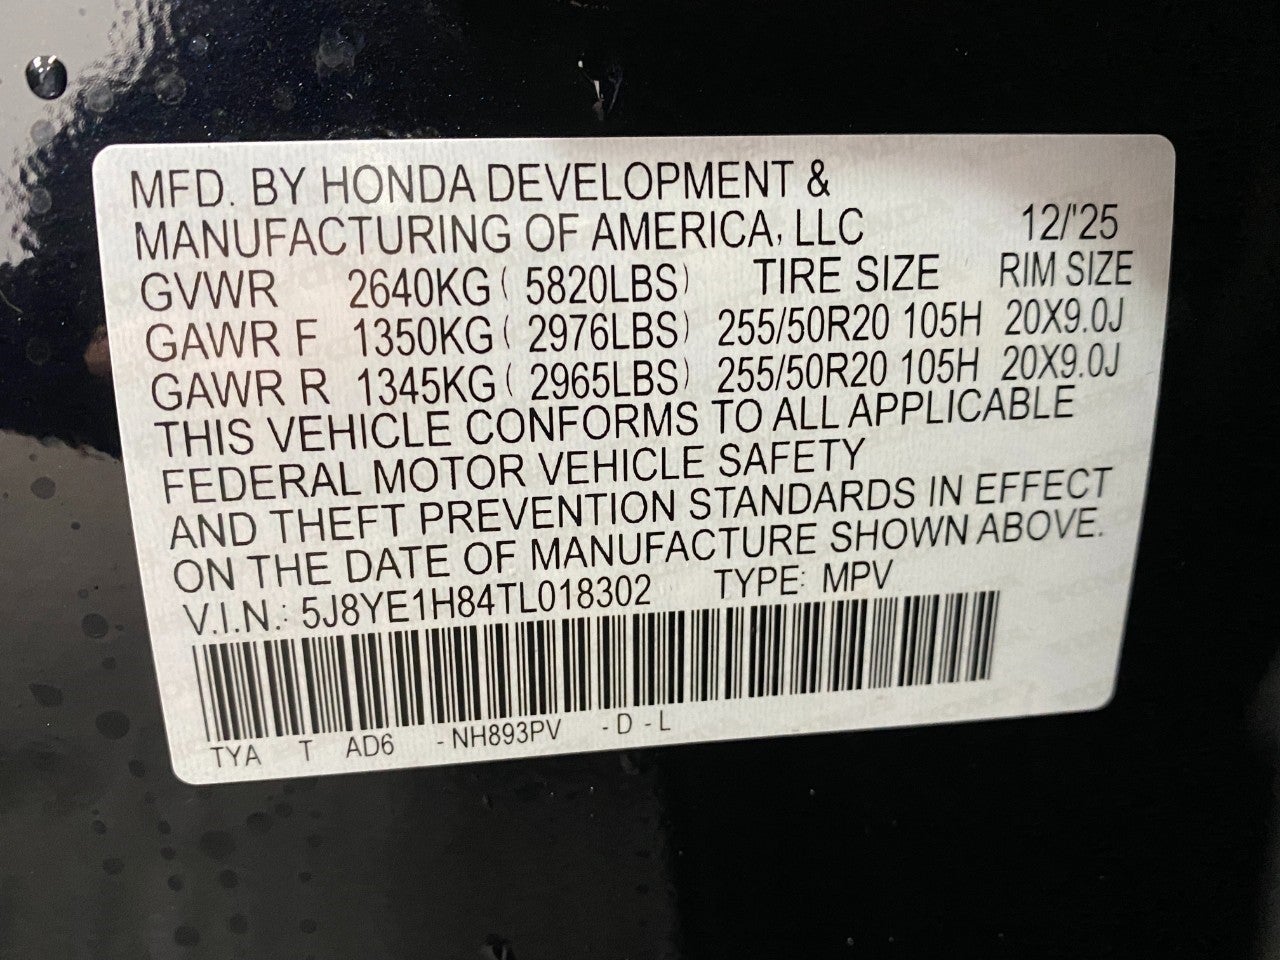 MFD. BY HONDA DEVELOPMENT &
MANUFACTURING OF AMERICA, LLC 12/'25
GVWR 2640KG ( 5820LBS) TIRE SIZE RIM SIZE
GAWR F 1350KG ( 2976LBS) 255/50R20 105H 20X9.0J
GAWR R 1345KG ( 2965LBS) 255/50R20 105H 20X9.0J
THIS VEHICLE CONFORMS TO ALL APPLICABLE
FEDERAL MOTOR VEHICLE SAFETY
AND THEFT PREVENTION STANDARDS IN EFFECT
ON THE DATE OF MANUFACTURE SHOWN ABOVE.
V.I.N.: 5J8YE1H84TL018302 TYPE: MPV
TYA T AD6 -NH893PV -D-L